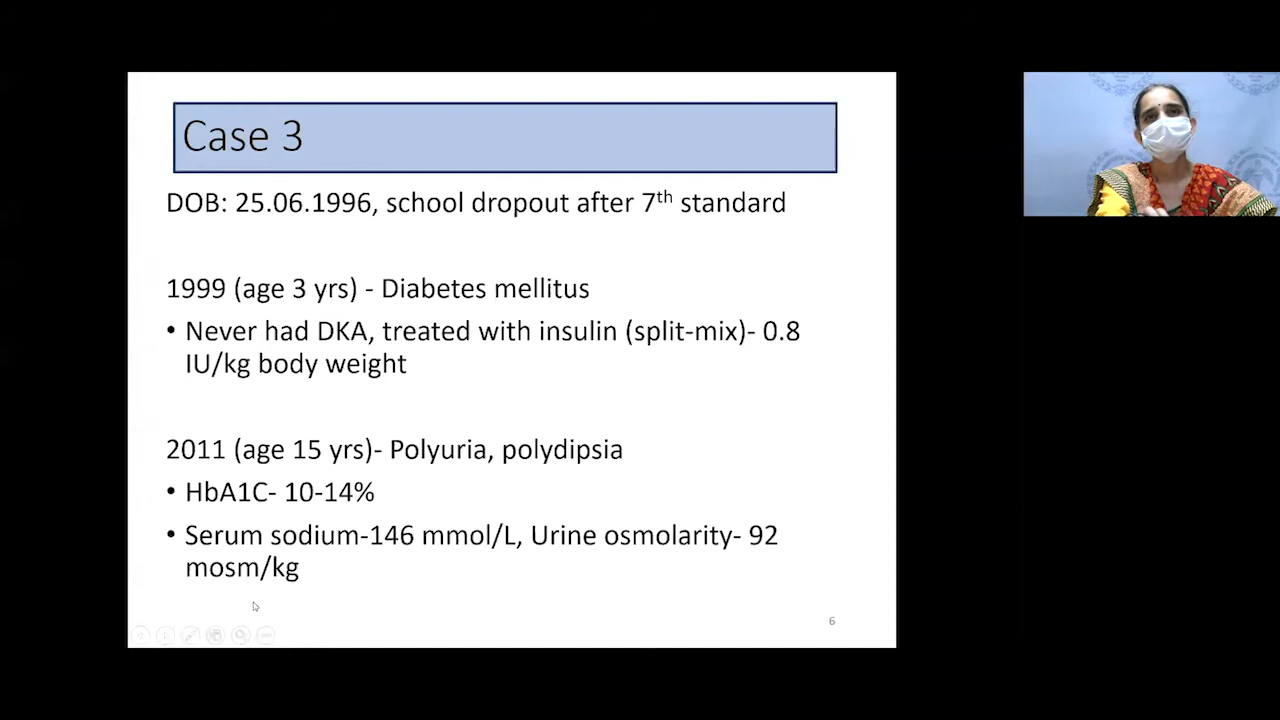 Case 3
DOB: 25.06.1996, school dropout after 7th standard
1999 (age 3 yrs) - Diabetes mellitus
• Never had DKA, treated with insulin (split-mix)- 0.8
IU/kg body weight
2011 (age 15 yrs)- Polyuria, polydipsia
• HbA1C- 10-14%
• Serum sodium-146 mmol/L, Urine osmolarity- 92
mosm/kg
6